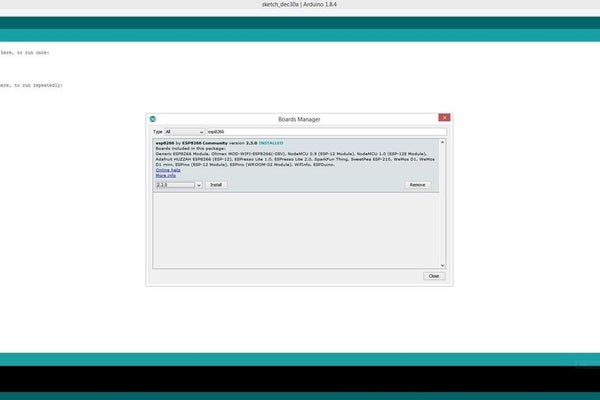 sketch_dec30a | Arduino 1.8.4
here, to run once:
ere, to run repeatedly:
Boards Manager
Type All esp8266
esp8266 by ESP8266 Community version 2.3.0 INSTALLED
Boards included in this package:
Generic ESP8266 Module, Olimex MOD-WIFI-ESP8266(-DEV), NodeMCU 0.9 (ESP-12 Module), NodeMCU 1.0 (ESP-12E Module),
Adafruit HUZZAH ESP8266 (ESP-12), ESPresso Lite 1.0, ESPresso Lite 2.0, SparkFun Thing, SweetPea ESP-210, WeMos D1, WeMos
D1 mini, ESPino (ESP-12 Module), ESPino (WROOM-02 Module), WifInfo, ESPDuino.
Online help
More info
2.2.0 Install Remove
Close